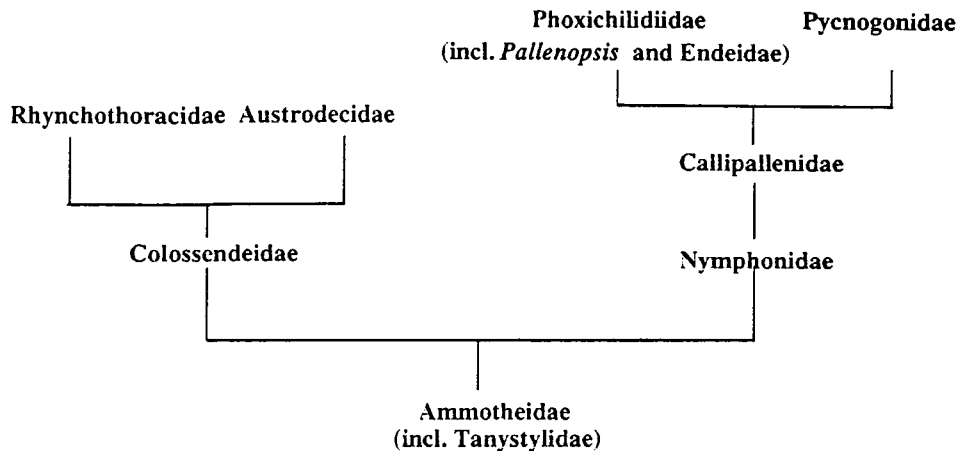 Phoxichilidiidae Pycnogonidae
(incl. Pallenopsis and Endeidae)
Rhynchothoracidae Austrodecidae
Callipallenidae
Colossendeidae
Nymphonidae
Ammotheidae
(incl. Tanystylidae)